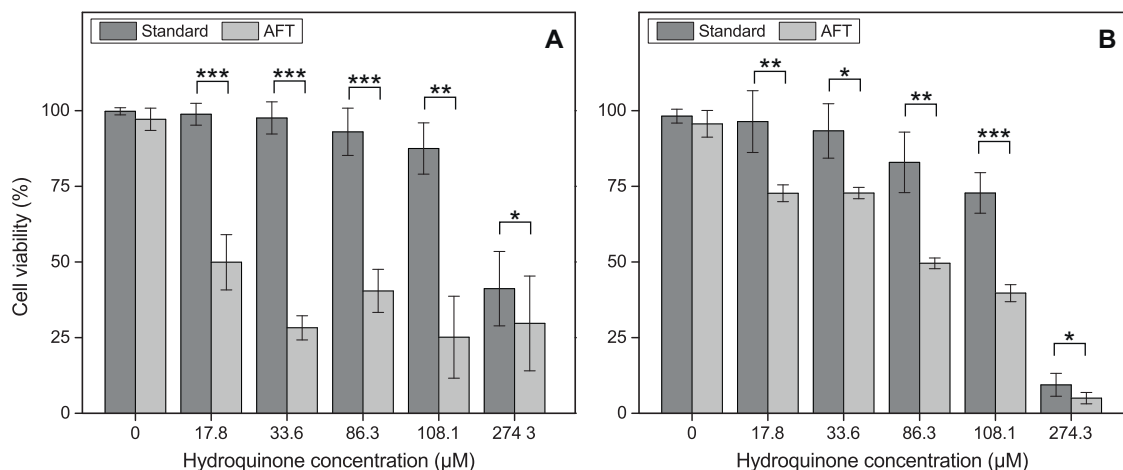 Standard AFT
A
***
***
***
**
*
100
75
50
25
0
Cell viability (%)
0 17.8 33.6 86.3 108.1 274 3
Hydroquinone concentration (µM)
Standard AFT
B
**
*
**
***
*
100
75
50
25
0
0 17.8 33.6 86.3 108.1 274.3
Hydroquinone concentration (µM)